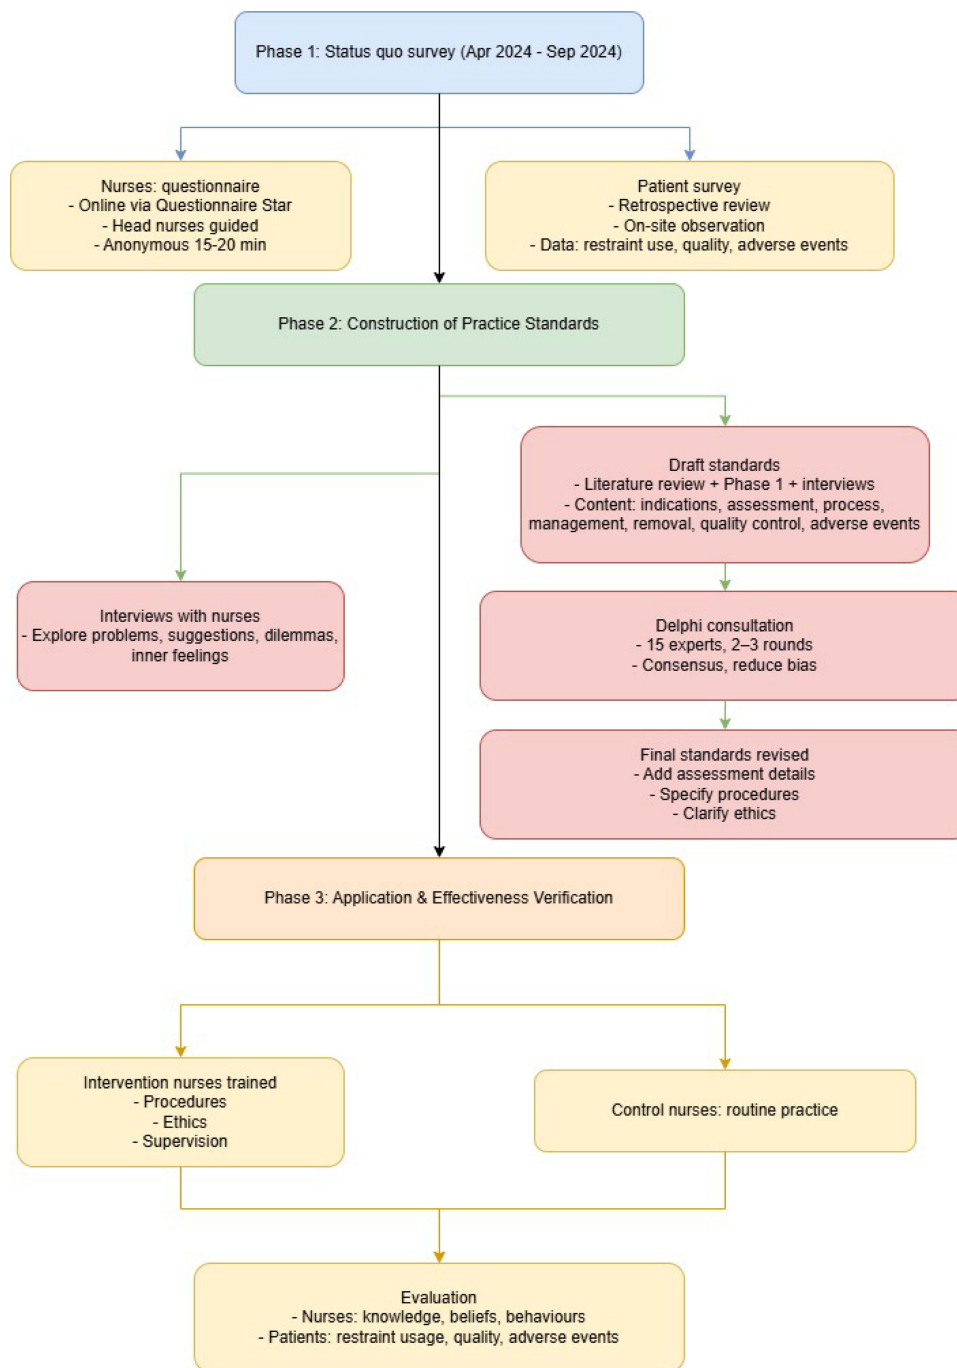 Phase 1: Status quo survey (Apr 2024 - Sep 2024)
Nurses: questionnaire
- Online via Questionnaire Star
- Head nurses guided
- Anonymous 15-20 min
Patient survey
- Retrospective review
- On-site observation
- Data: restraint use, quality, adverse events
Phase 2: Construction of Practice Standards
Draft standards
- Literature review + Phase 1 + interviews
- Content: indications, assessment, process,
management, removal, quality control, adverse events
Interviews with nurses
- Explore problems, suggestions, dilemmas,
inner feelings
Delphi consultation
- 15 experts, 2–3 rounds
- Consensus, reduce bias
Final standards revised
- Add assessment details
- Specify procedures
- Clarify ethics
Phase 3: Application & Effectiveness Verification
Intervention nurses trained
- Procedures
- Ethics
- Supervision
Control nurses: routine practice
Evaluation
- Nurses: knowledge, beliefs, behaviours
- Patients: restraint usage, quality, adverse events